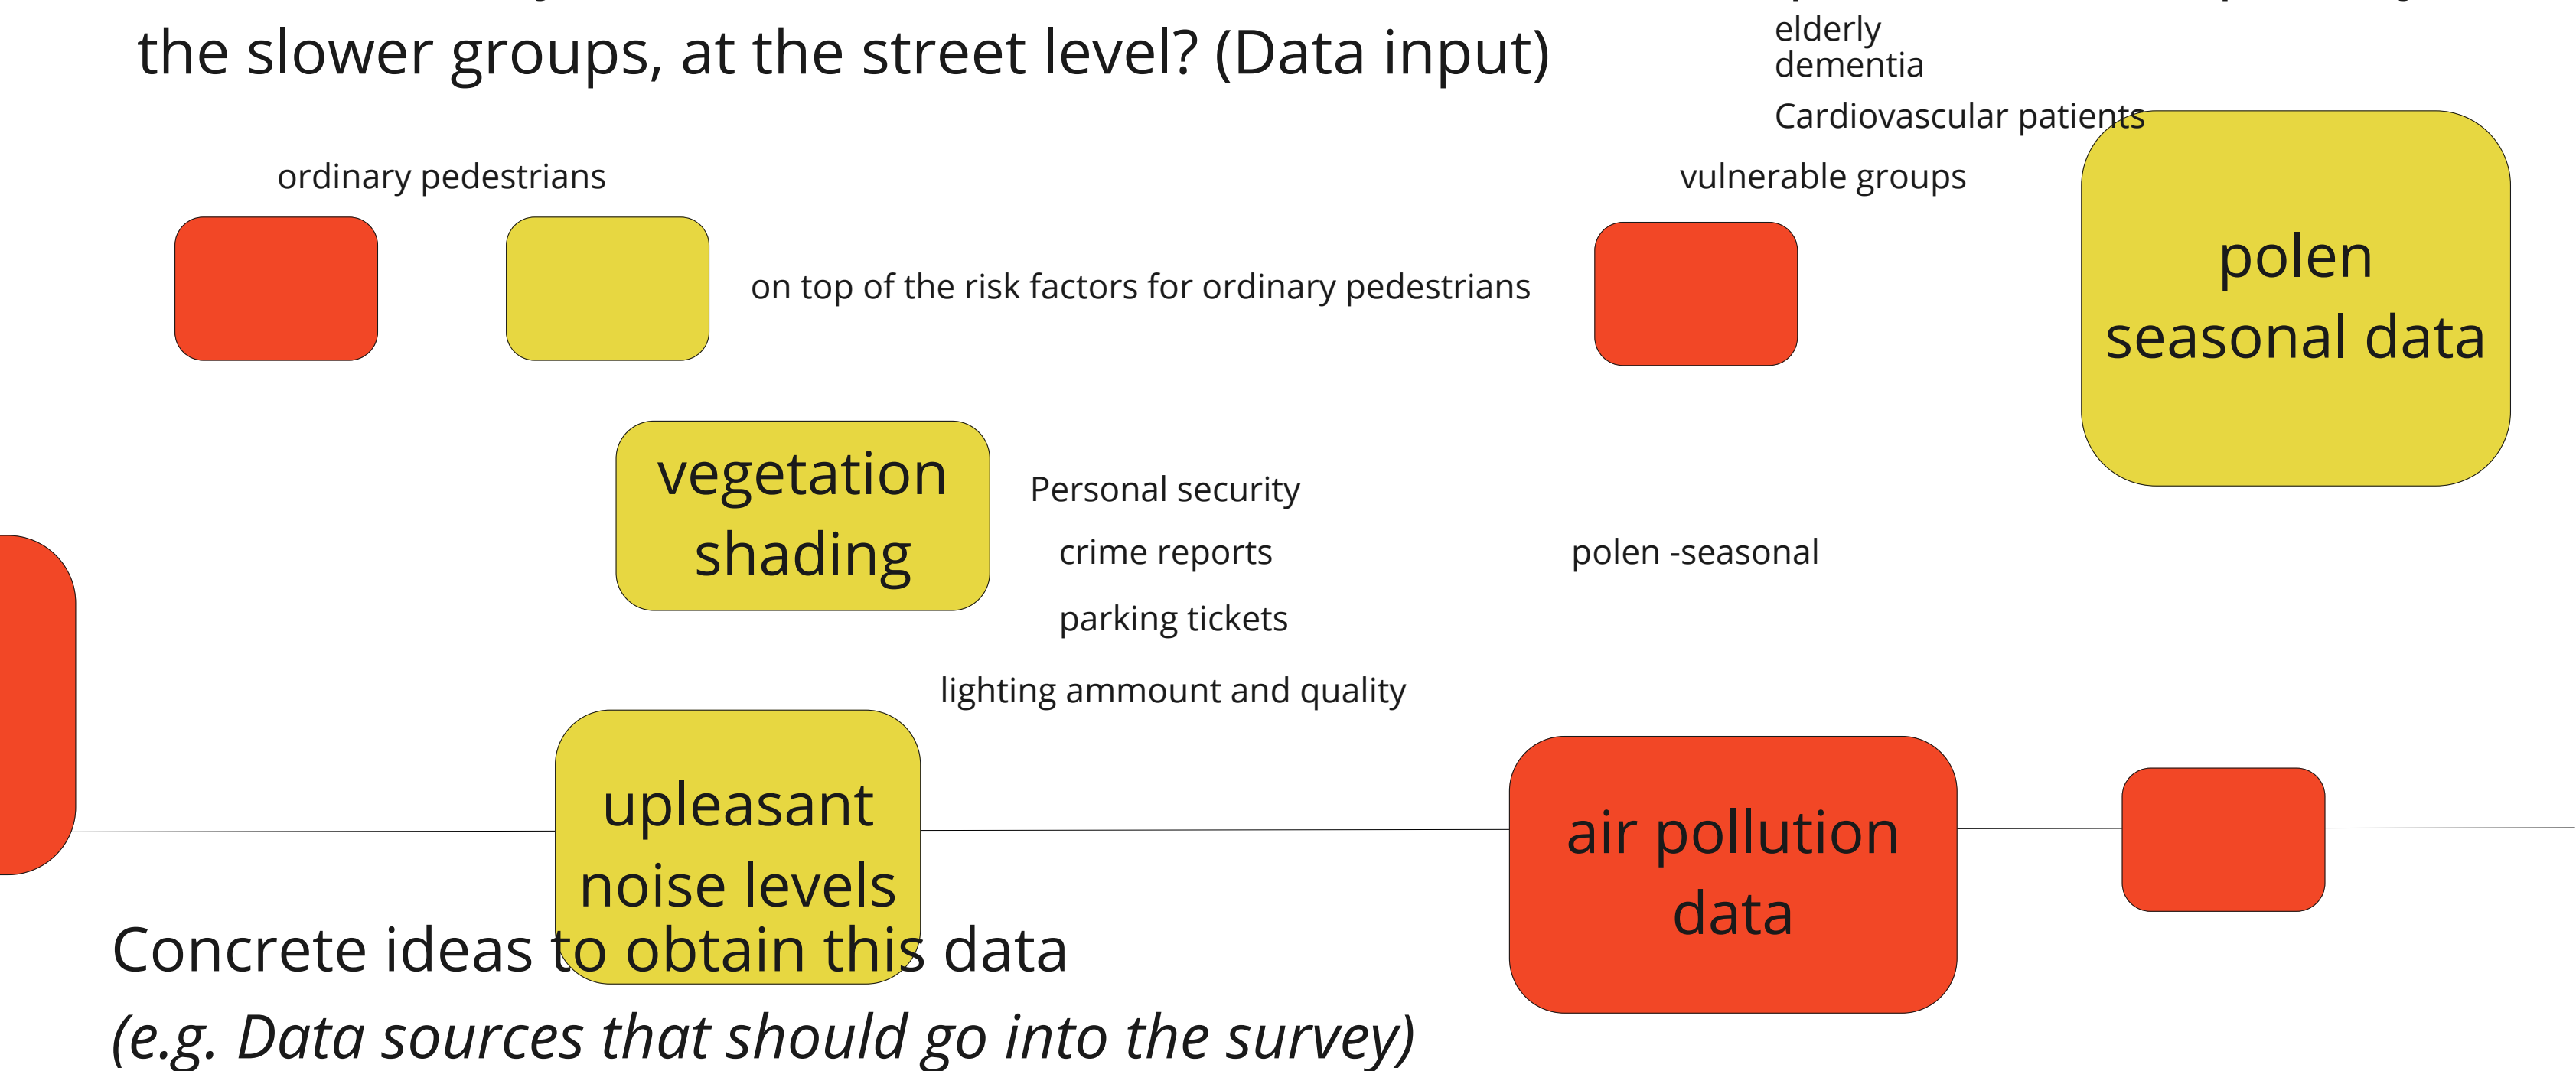 the slower groups, at the street level? (Data input)
elderly
dementia
Cardiovascular patients
ordinary pedestrians
vulnerable groups
on top of the risk factors for ordinary pedestrians
polen
seasonal data
vegetation
shading
Personal security
crime reports
polen -seasonal
parking tickets
lighting ammount and quality
upleasant
noise levels
air pollution
data
Concrete ideas to obtain this data
(e.g. Data sources that should go into the survey)